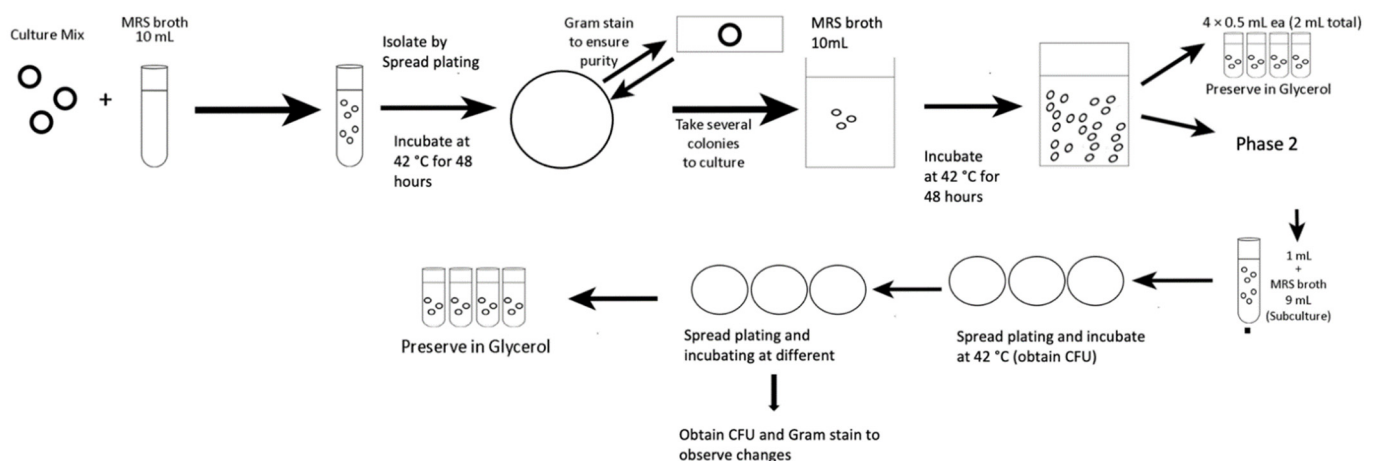 Culture Mix
MRS broth
10 mL
Isolate by
Spread plating
Incubate at
42 °C for 48
hours
Gram stain
to ensure
purity
Take several
colonies
to culture
MRS broth
10mL
Incubate
at 42 °C for
48 hours
4 × 0.5 mL ea (2 mL total)
Preserve in Glycerol
Phase 2
1 mL
+
MRS broth
9 mL
(Subculture)
Spread plating and incubate
at 42 °C (obtain CFU)
Spread plating and
incubating at different
Obtain CFU and Gram stain to
observe changes
Preserve in Glycerol